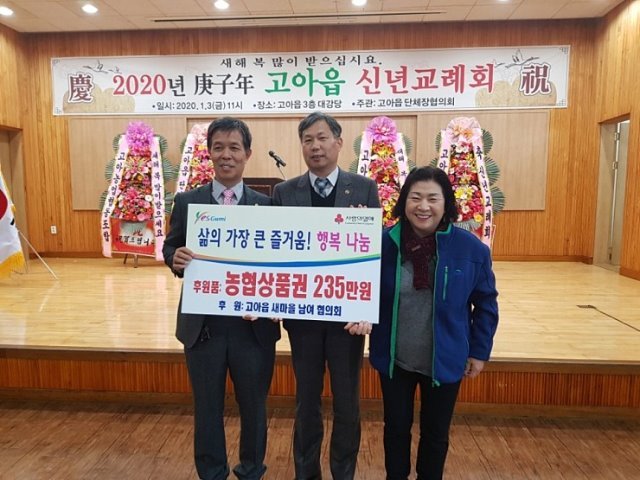 새해 복 많이 받으십시요.
慶 2020년 庚子年 고아읍 신년교례회 祝
•일시: 2020. 1.3(금) 11시 •장소: 고아읍 3층 대강당 •주관: 고아읍 단체장협의회
Yes Gumi
사랑의열매
삶의 가장 큰 즐거움! 행복 나눔
후원품: 농협상품권 235만원
후 원: 고아읍 새마을 남여 협의회